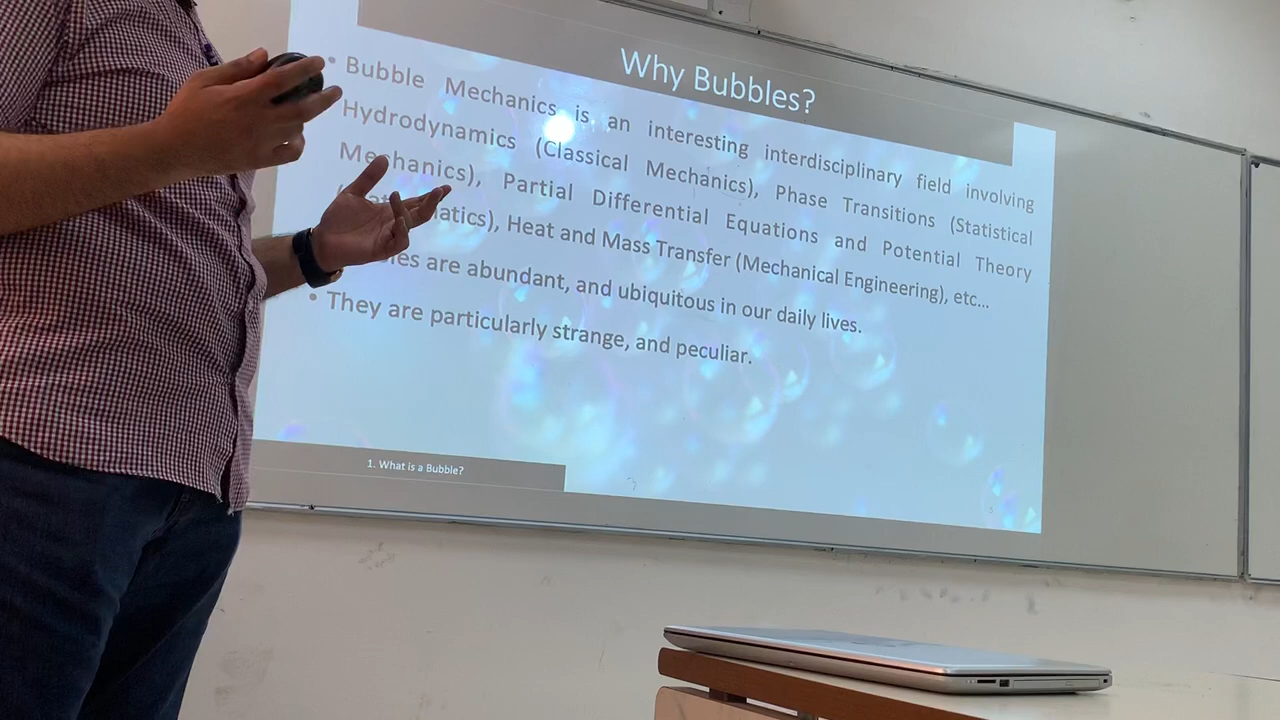 Why Bubbles?
• Bubble Mechanics is an interesting interdisciplinary field involving
Hydrodynamics (Classical Mechanics), Phase Transitions (Statistical
Mechanics), Partial Differential Equations and Potential Theory
Heat and Mass Transfer (Mechanical Engineering), etc...
are abundant, and ubiquitous in our daily lives.
• They are particularly strange, and peculiar.
1. What is a Bubble?
5